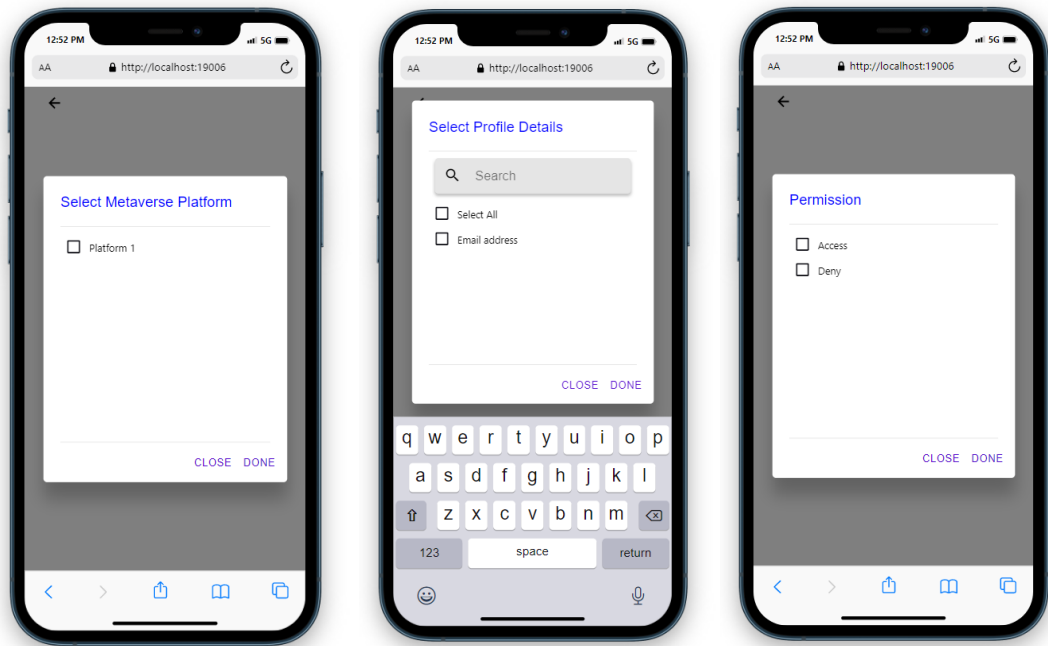 12:52 PM
5G
AA
http://localhost:19006
Select Metaverse Platform
Platform 1
CLOSE DONE
12:52 PM
5G
AA
http://localhost:19006
Select Profile Details
Search
Select All
Email address
CLOSE DONE
q w e r t y u i o p
a s d f g h j k l
z x c v b n m
123 space return
12:52 PM
5G
AA
http://localhost:19006
Permission
Access
Deny
CLOSE DONE